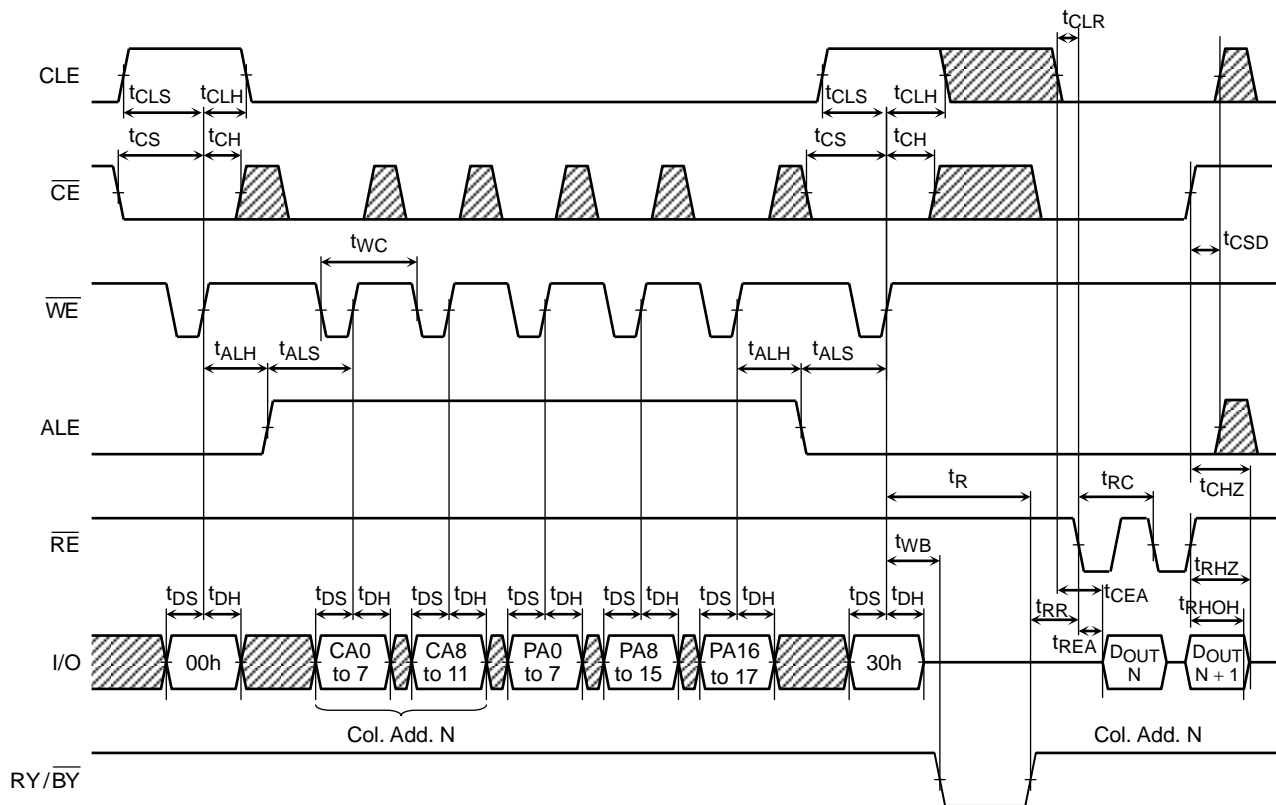 tCLR
CLE
tCLS tCLH tCLS tCLH
tCS tCH tCS tCH
CE
tWC tCSD
WE
tALH tALS tALH tALS
ALE
tR tRC tCHZ
RE
tWB
tDS tDH tDS tDH tDS tDH tDS tDH tDS tDH tDS tDH tDS tDH tCEA tRHZ
tRR tREA tRHOH
I/O 00h CA0 to 7 CA8 to 11 PA0 to 7 PA8 to 15 PA16 to 17 30h DOUT N DOUT N + 1
Col. Add. N Col. Add. N
RY/BY